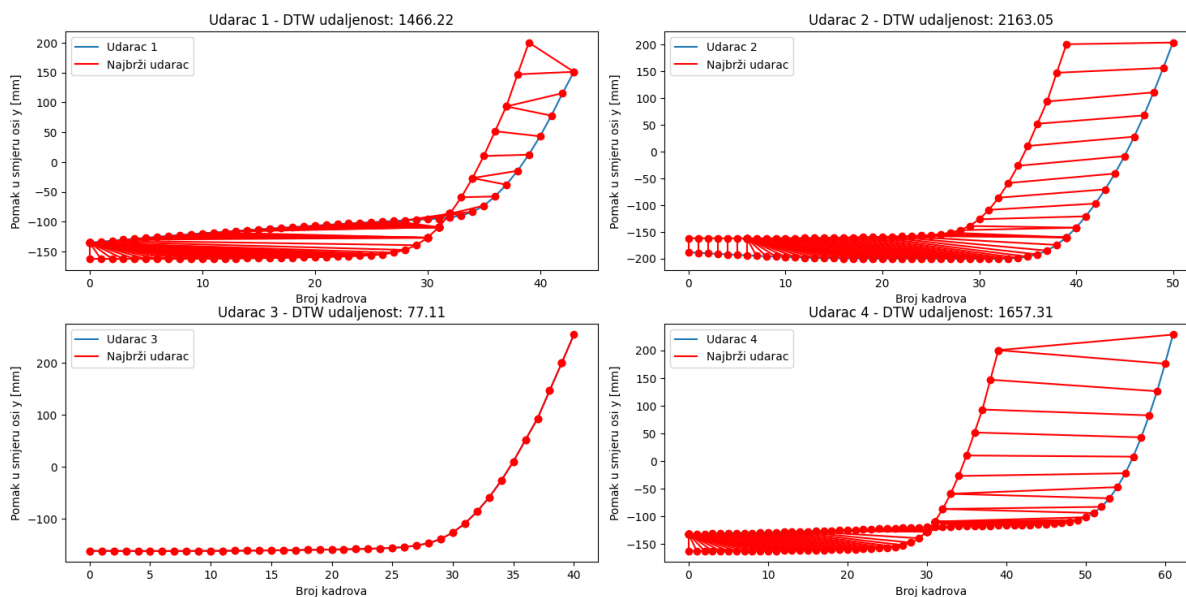 Udarac 1 - DTW udaljenost: 1466.22
Pomak u smjeru osi y [mm]
200
150
100
50
0
−50
−100
−150
Udarac 1
Najbrži udarac
0
10
20
30
40
Broj kadrova
Udarac 2 - DTW udaljenost: 2163.05
Pomak u smjeru osi y [mm]
200
150
100
50
0
−50
−100
−150
−200
Udarac 2
Najbrži udarac
0
10
20
30
40
50
Broj kadrova
Udarac 3 - DTW udaljenost: 77.11
Pomak u smjeru osi y [mm]
200
100
0
−100
Udarac 3
Najbrži udarac
0
5
10
15
20
25
30
35
40
Broj kadrova
Udarac 4 - DTW udaljenost: 1657.31
Pomak u smjeru osi y [mm]
200
150
100
50
0
−50
−100
−150
Udarac 4
Najbrži udarac
0
10
20
30
40
50
60
Broj kadrova